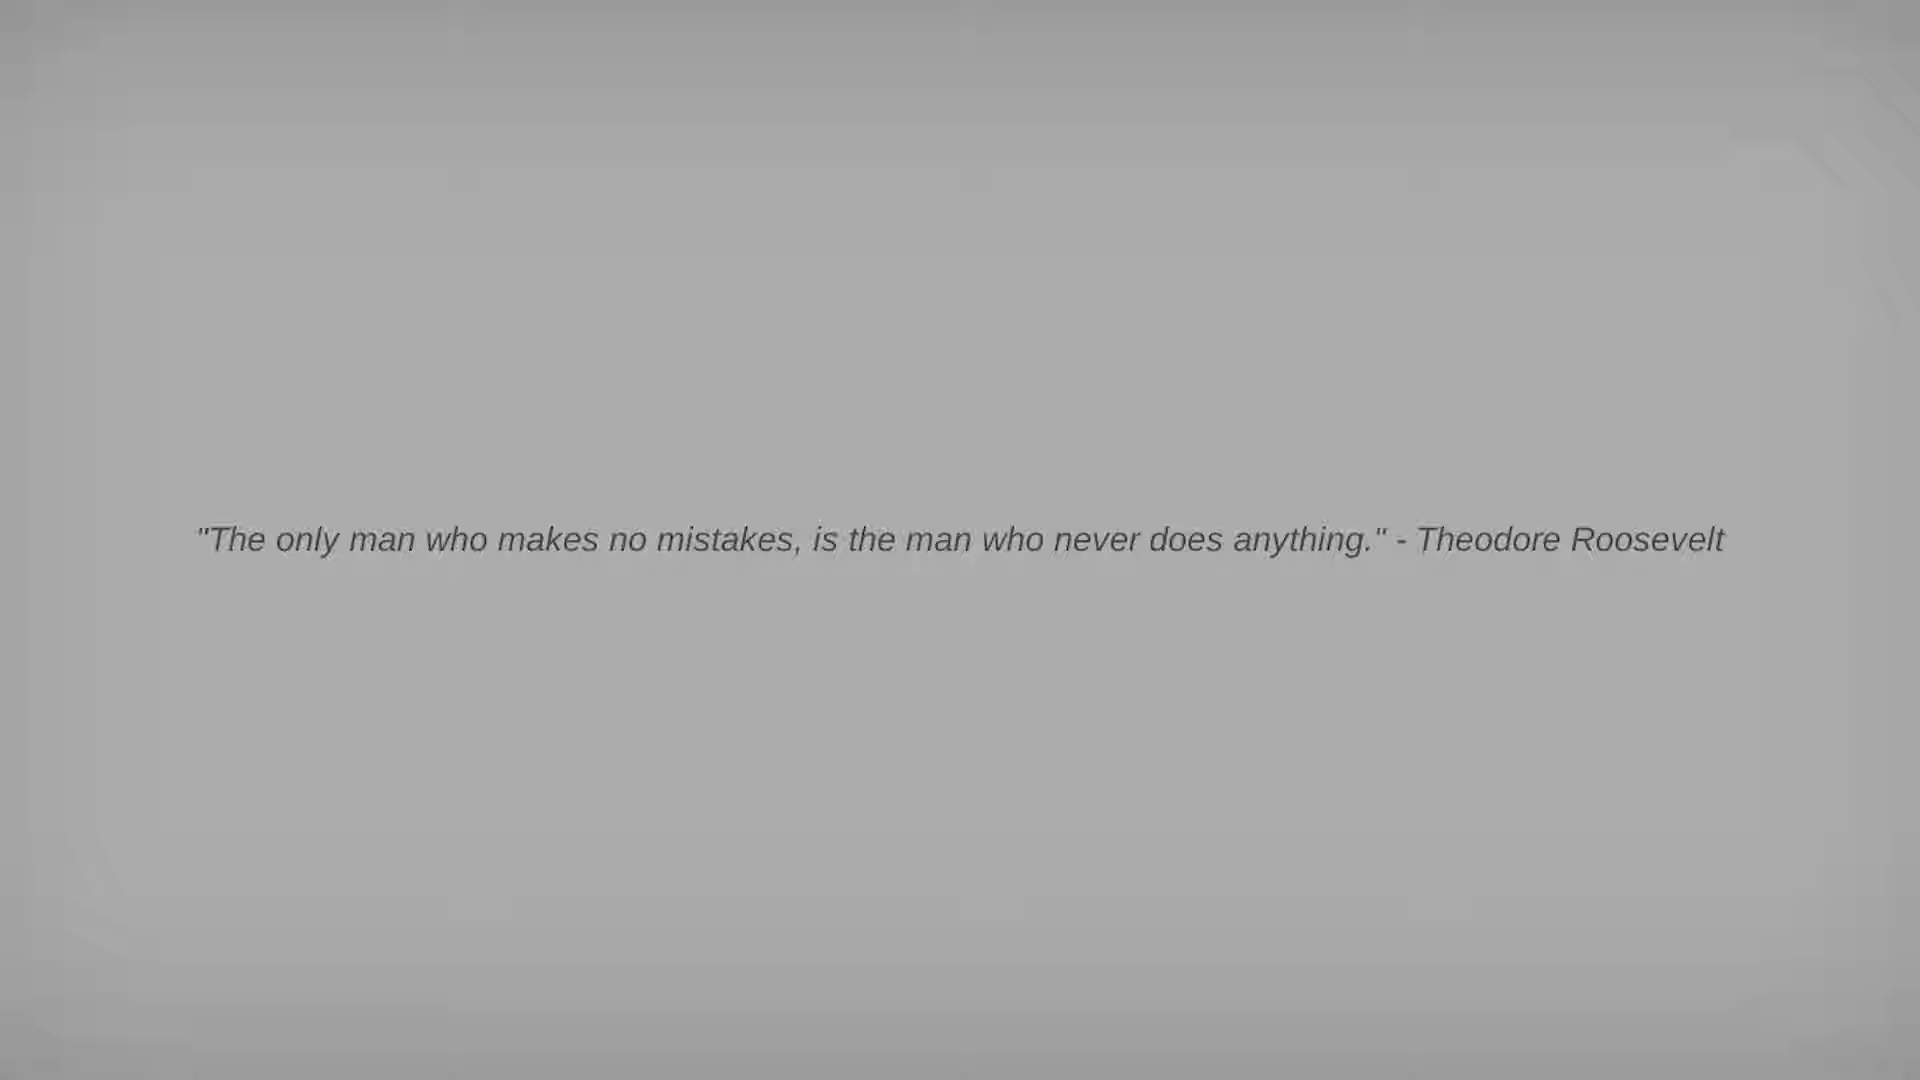 "The only man who makes no mistakes, is the man who never does anything." - Theodore Roosevelt